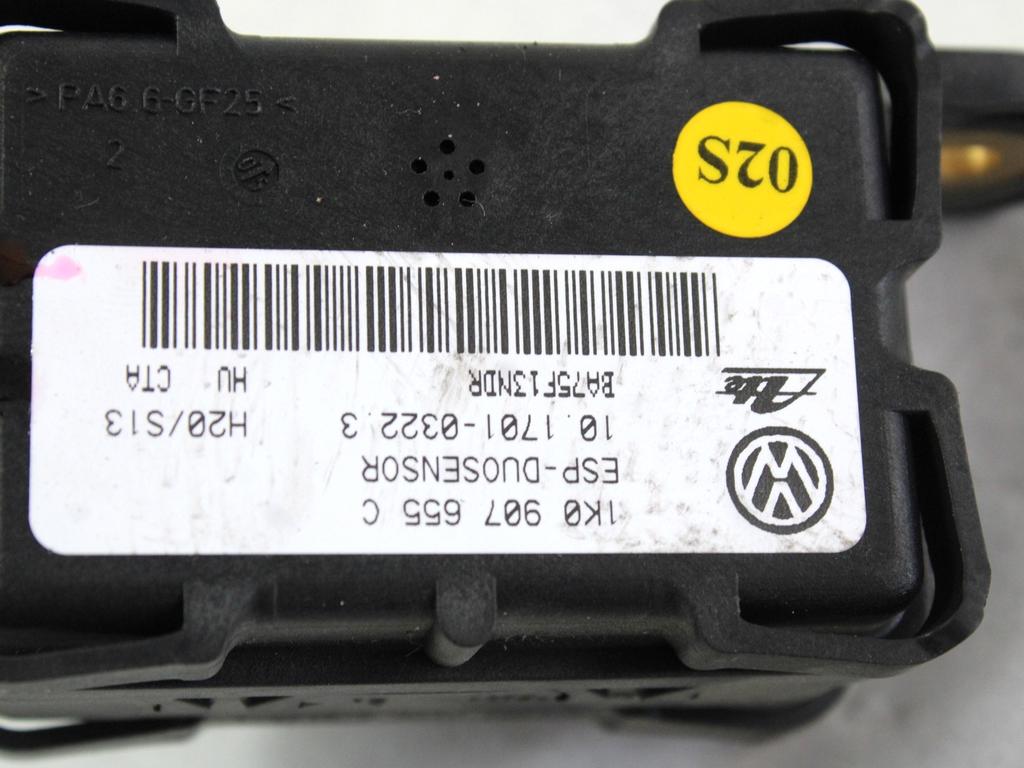 1K0 907 655 C
ESP-DUOSENSOR
10.1701-0322.3 H20/S13
Ate BA75F13NDR HU CTA
02S
>PA6 6-GF25<
2